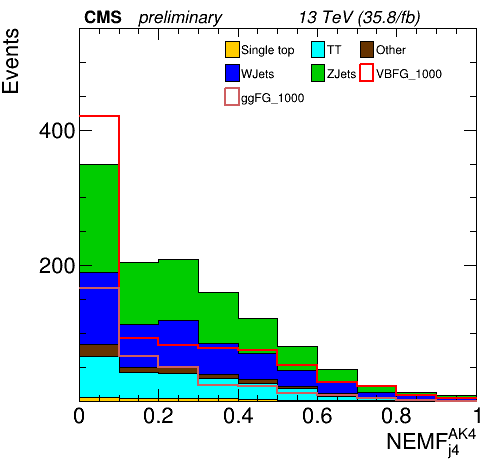 CMS preliminary 13 TeV (35.8/fb)
Events
Single top TT Other
WJets ZJets VBFG_1000
ggFG_1000
400
200
0 0.2 0.4 0.6 0.8 1
NEMF^{AK4}_{j4}